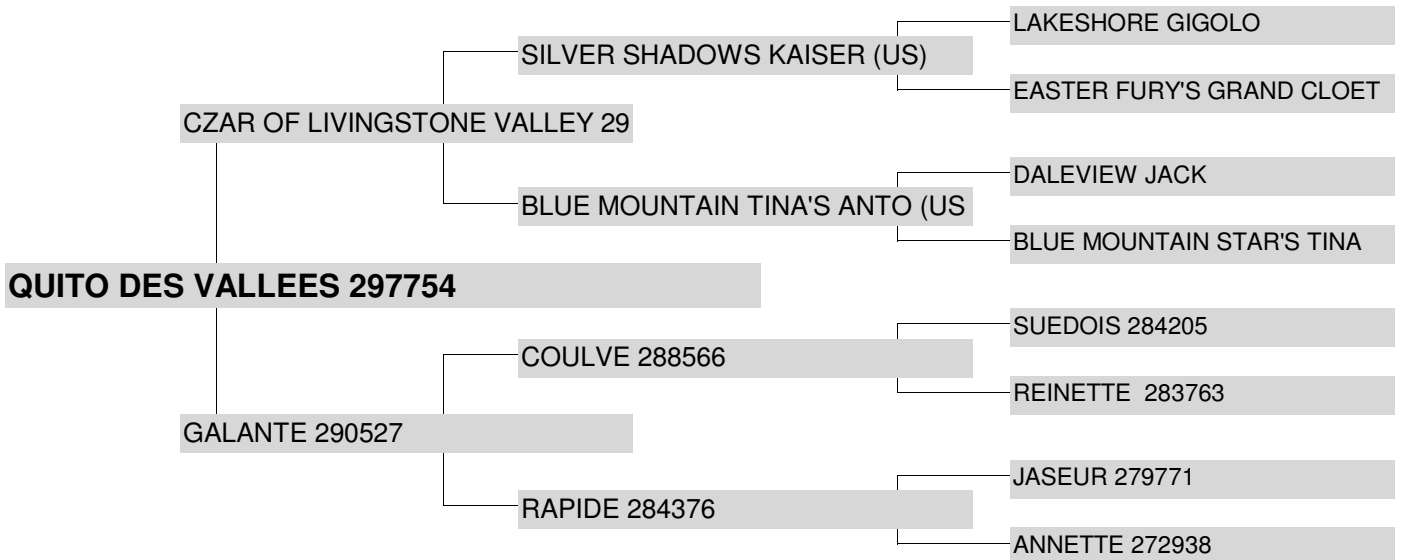 LAKESHORE GIGOLO
SILVER SHADOWS KAISER (US)
EASTER FURY'S GRAND CLOET
CZAR OF LIVINGSTONE VALLEY 29
DALEVIEW JACK
BLUE MOUNTAIN TINA'S ANTO (US
BLUE MOUNTAIN STAR'S TINA
QUITO DES VALLEES 297754
SUEDOIS 284205
COULVE 288566
REINETTE 283763
GALANTE 290527
JASEUR 279771
RAPIDE 284376
ANNETTE 272938